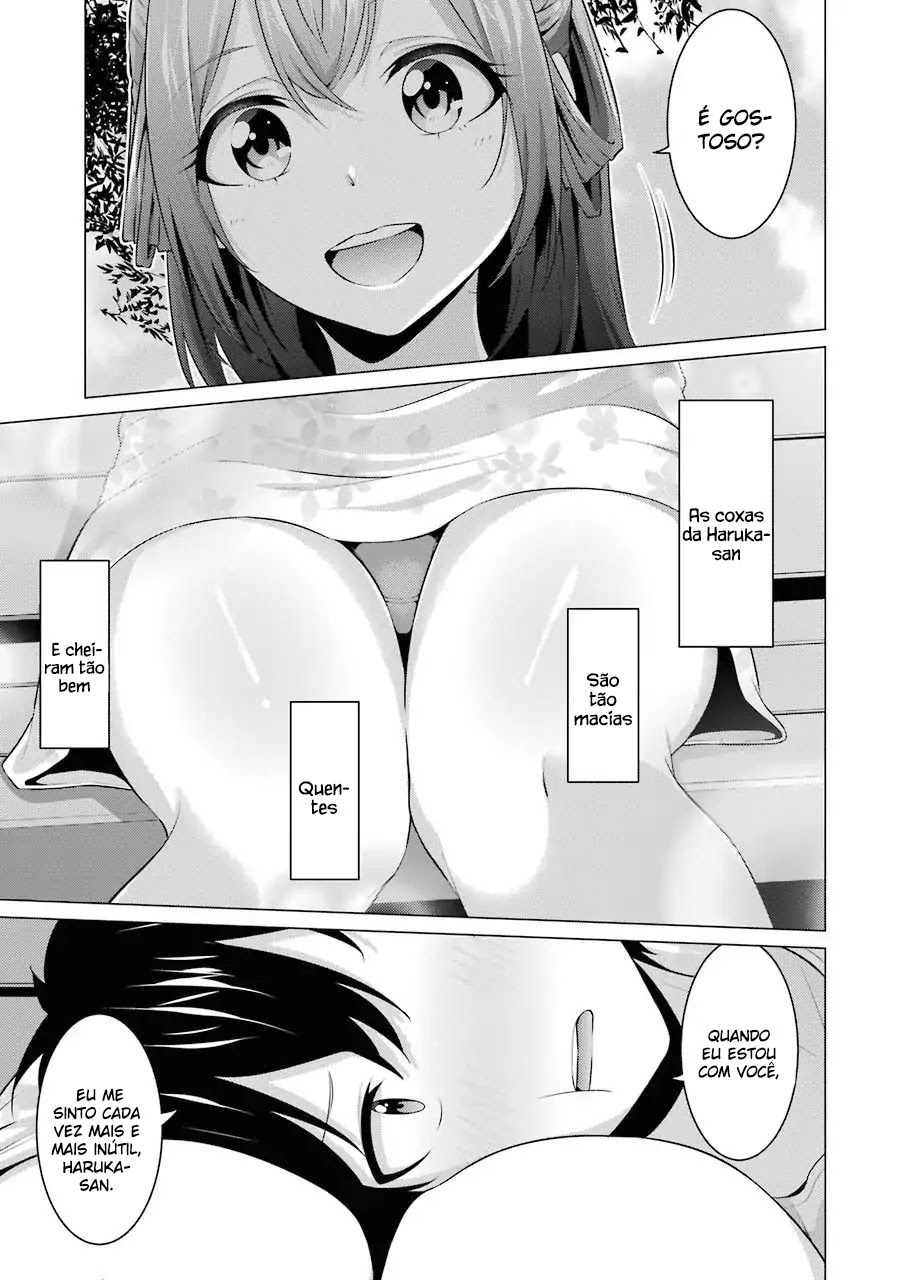 É GOS-
TOSO?
As coxas
da Haruka-
san
São
tão
macias
Quen-
tes
E chei-
ram tão
bem
QUANDO
EU ESTOU
COM VOCÊ,
EU ME
SINTO CADA
VEZ MAIS E
MAIS INÚTIL,
HARUKA-
SAN.